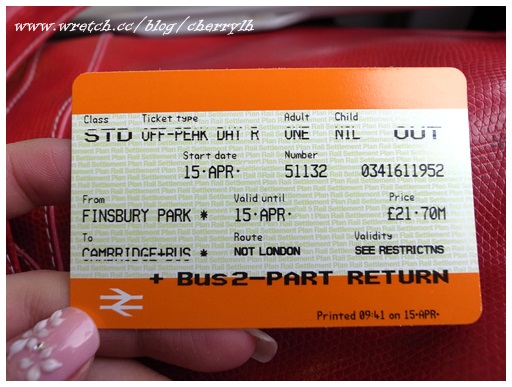 www.wretch.cc/blog/cherrylh
Class Ticket type Adult Child
STD OFF-PEAK DAY R ONE NIL OUT
Start date Number
15·APR· 51132 0341611952
From Valid until Price
FINSBURY PARK * 15·APR· £21·70M
To Route Validity
CAMBRIDGE+BUS * NOT LONDON SEE RESTRICTNS
+ BUS2-PART RETURN
Printed 09:41 on 15·APR·